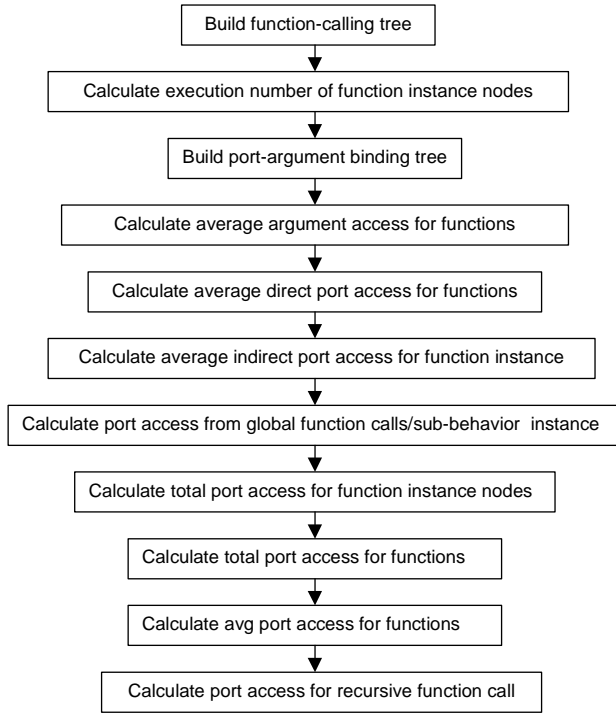 Build function-calling tree
Calculate execution number of function instance nodes
Build port-argument binding tree
Calculate average argument access for functions
Calculate average direct port access for functions
Calculate average indirect port access for function instance
Calculate port access from global function calls/sub-behavior instance
Calculate total port access for function instance nodes
Calculate total port access for functions
Calculate avg port access for functions
Calculate port access for recursive function call